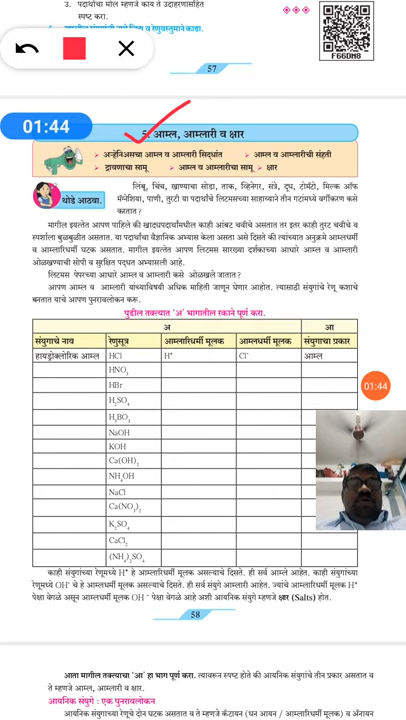 3. पदार्थाचा मोल म्हणजे काय ते उदाहरणासहित
स्पष्ट करा.
F66DM8
57
01:44
5. आम्ल, आम्लारी व क्षार
➤ अऱ्हेनिअसचा आम्ल व आम्लारी सिद्धांत ➤ आम्ल व आम्लारीची संहती
➤ द्रावणाचा सामू ➤ आम्ल व आम्लारीचा सामू ➤ क्षार
थोडे आठवा.
लिंबू, चिंच, खाण्याचा सोडा, ताक, व्हिनेगर, संत्रे, दूध, टोमॅटो, मिल्क ऑफ
मॅग्नेशिआ, पाणी, तुरटी या पदार्थांचे लिटमसच्या साहाय्याने तीन गटांमध्ये वर्गीकरण कसे
करताल?
मागील इयत्तेत आपण पाहिले की खाद्यपदार्थांमधील काही आंबट चवीचे असतात तर इतर काही तुरट चवीचे व
स्पर्शाला बुळबुळीत असतात. या पदार्थांचा वैज्ञानिक अभ्यास केला असता असे दिसते की त्यांच्यात अनुक्रमे आम्लधर्मी
व आम्लारिधर्मी घटक असतात. मागील इयत्तेत आपण लिटमस सारख्या दर्शकाच्या आधारे आम्ल व आम्लारी
ओळखण्याची सोपी व सुरक्षित पद्धत अभ्यासली आहे.
लिटमस पेपरच्या आधारे आम्ल व आम्लारी कसे ओळखले जातात?
आपण आम्ल व आम्लारी यांच्याविषयी अधिक माहिती जाणून घेणार आहोत. त्यासाठी संयुगांचे रेणू कशाचे
बनतात याचे आपण पुनरावलोकन करू.
पुढील तक्त्यात 'अ' भागातील रकाने पूर्ण करा.
अ आ
संयुगाचे नाव रेणुसूत्र आम्लारिधर्मी मूलक आम्लधर्मी मूलक संयुगाचा प्रकार
हायड्रोक्लोरिक आम्ल HCl H⁺ Cl⁻ आम्ल
HNO₃
HBr
01:44
H₂SO₄
H₃BO₃
NaOH
KOH
Ca(OH)₂
NH₄OH
NaCl
Ca(NO₃)₂
K₂SO₄
CaCl₂
(NH₄)₂SO₄
काही संयुगांच्या रेणूमध्ये H⁺ हे आम्लारिधर्मी मूलक असल्याचे दिसते. ही सर्व आम्ले आहेत. काही संयुगांच्या
रेणूमध्ये OH⁻ चे हे आम्लधर्मी मूलक असल्याचे दिसते. ही सर्व संयुगे आम्लारी आहेत. ज्यांचे आम्लारिधर्मी मूलक H⁺
पेक्षा वेगळे असून आम्लधर्मी मूलक OH⁻ पेक्षा वेगळे आहे अशी आयनिक संयुगे म्हणजे क्षार (Salts) होत.
58
आता मागील तक्त्याचा 'आ' हा भाग पूर्ण करा. त्यावरून स्पष्ट होते की आयनिक संयुगांचे तीन प्रकार असतात व
ते म्हणजे आम्ल, आम्लारी व क्षार.
आयनिक संयुगे : एक पुनरावलोकन
आयनिक संयुगाच्या रेणूचे दोन घटक असतात व ते म्हणजे कॅटायन (धन आयन / आम्लारिधर्मी मूलक) व ॲनायन